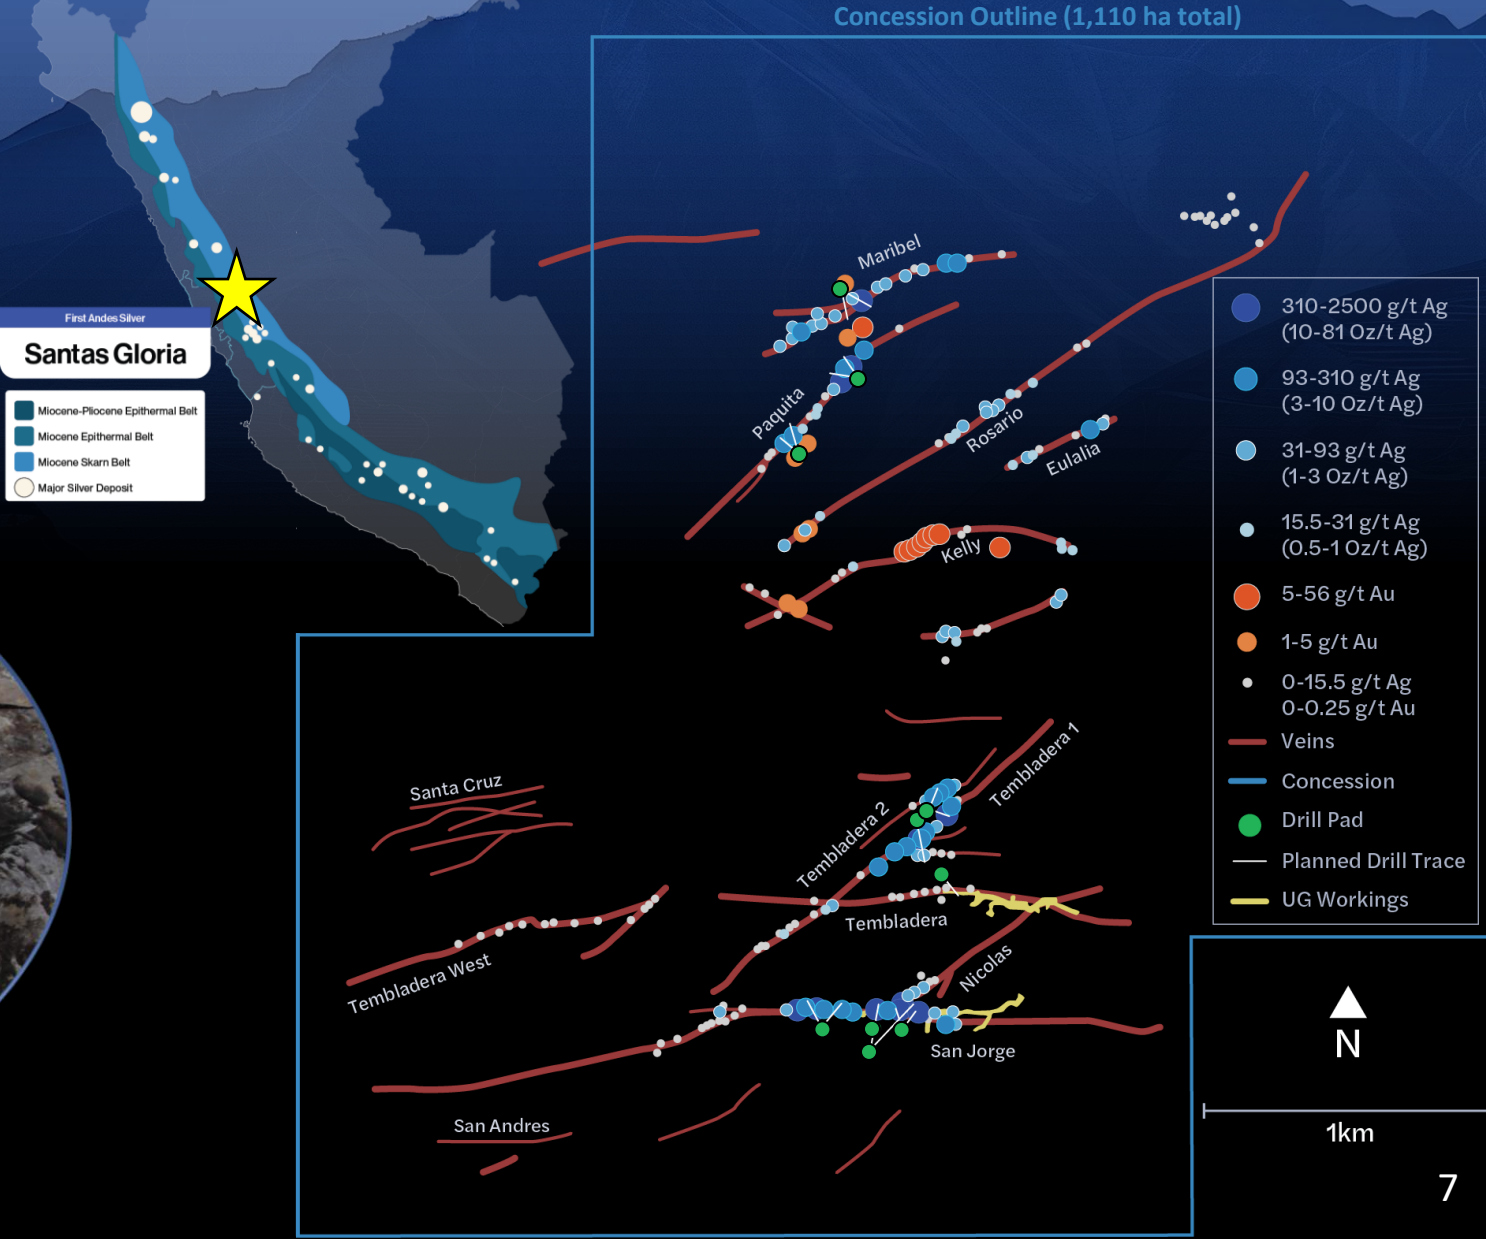 Concession Outline (1,110 ha total)
First Andes Silver
Santas Gloria
Miocene-Pliocene Epithermal Belt
Miocene Epithermal Belt
Miocene Skarn Belt
Major Silver Deposit
Maribel
Paquita
Rosario
Eulalia
Kelly
310-2500 g/t Ag
(10-81 Oz/t Ag)
93-310 g/t Ag
(3-10 Oz/t Ag)
31-93 g/t Ag
(1-3 Oz/t Ag)
15.5-31 g/t Ag
(0.5-1 Oz/t Ag)
5-56 g/t Au
1-5 g/t Au
0-15.5 g/t Ag
0-0.25 g/t Au
Veins
Concession
Drill Pad
Planned Drill Trace
UG Workings
Santa Cruz
Tembladera 1
Tembladera 2
Tembladera
Tembladera West
Nicolas
San Jorge
San Andres
N
1km
7